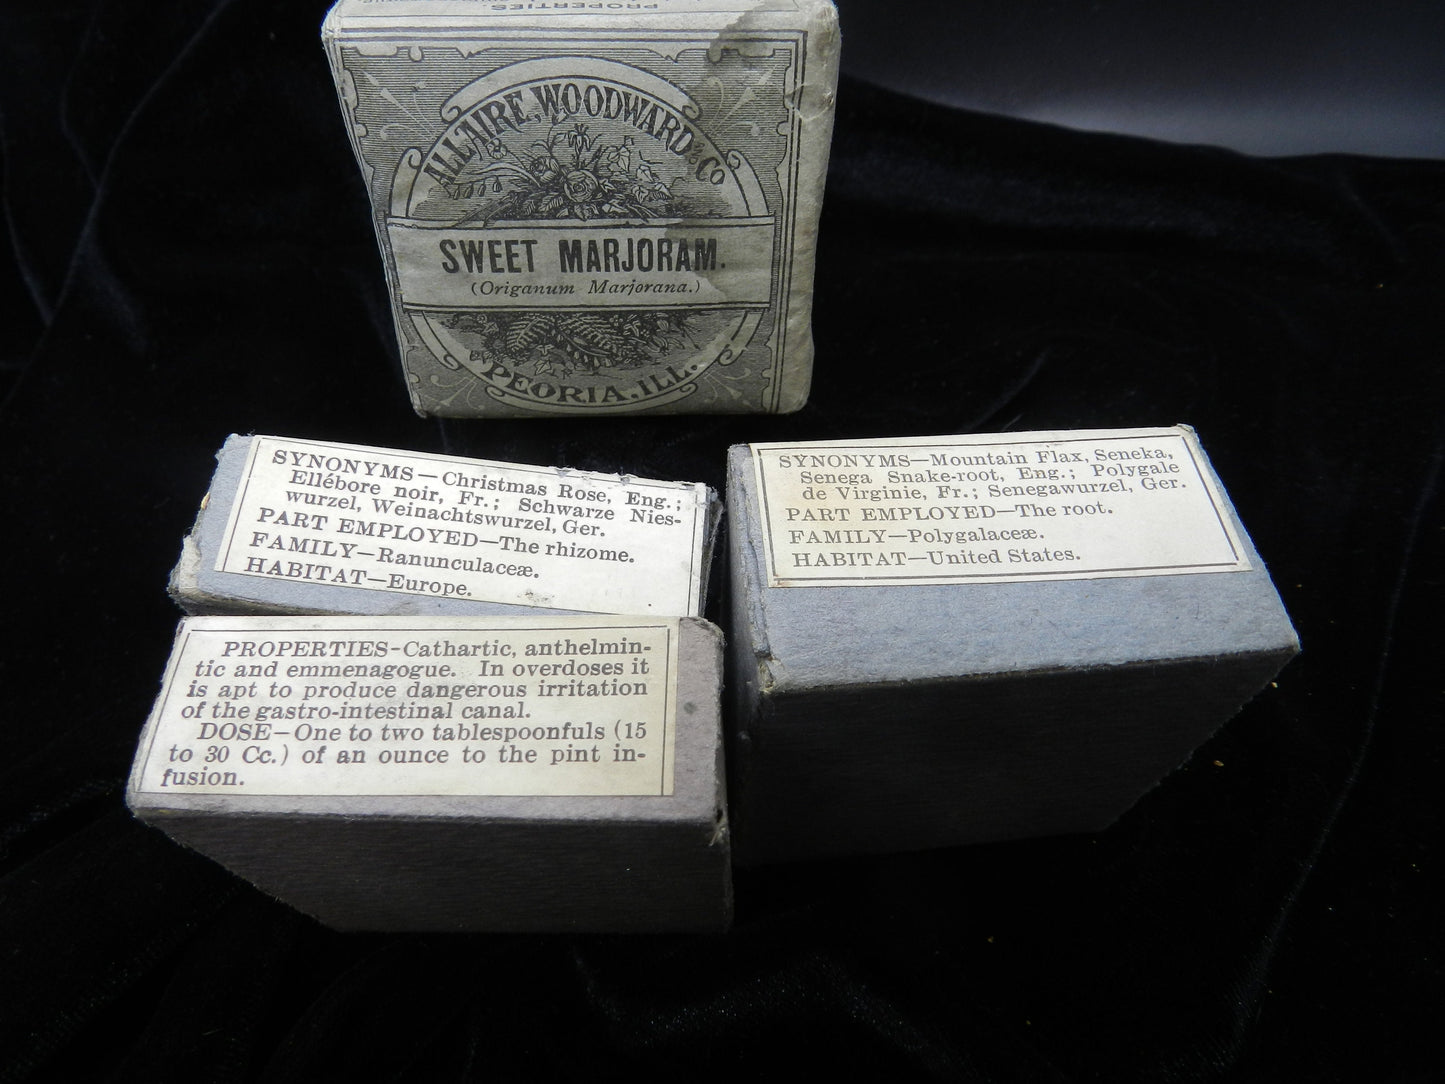 PROPERTIES
ALLAIRE, WOODWARD & CO
SWEET MARJORAM.
(Origanum Marjorana.)
PEORIA, ILL.
SYNONYMS—Christmas Rose, Eng.;
Ellébore noir, Fr.; Schwarze Nies-
wurzel, Weinachtswurzel, Ger.
PART EMPLOYED—The rhizome.
FAMILY—Ranunculaceæ.
HABITAT—Europe.
SYNONYMS—Mountain Flax, Seneka,
Senega Snake-root, Eng.; Polygale
de Virginie, Fr.; Senegawurzel, Ger.
PART EMPLOYED—The root.
FAMILY—Polygalaceæ.
HABITAT—United States.
PROPERTIES-Cathartic, anthelmin-
tic and emmenagogue. In overdoses it
is apt to produce dangerous irritation
of the gastro-intestinal canal.
DOSE—One to two tablespoonfuls (15
to 30 Cc.) of an ounce to the pint in-
fusion.